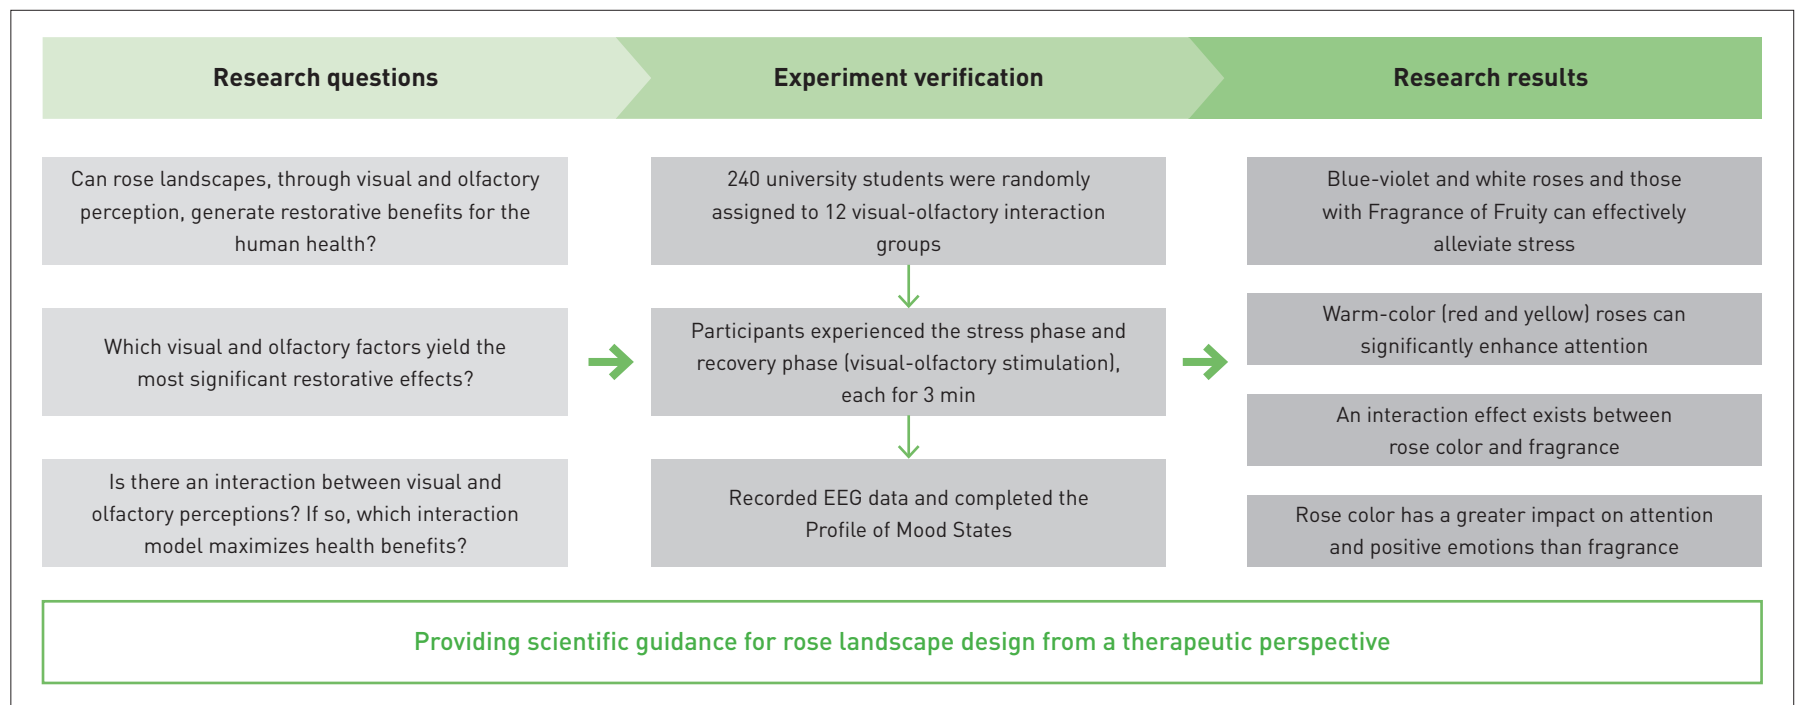 Research questions
Experiment verification
Research results
Can rose landscapes, through visual and olfactory
perception, generate restorative benefits for the
human health?
Which visual and olfactory factors yield the
most significant restorative effects?
Is there an interaction between visual and
olfactory perceptions? If so, which interaction
model maximizes health benefits?
240 university students were randomly
assigned to 12 visual-olfactory interaction
groups
Participants experienced the stress phase and
recovery phase (visual-olfactory stimulation),
each for 3 min
Recorded EEG data and completed the
Profile of Mood States
Blue-violet and white roses and those
with Fragrance of Fruity can effectively
alleviate stress
Warm-color (red and yellow) roses can
significantly enhance attention
An interaction effect exists between
rose color and fragrance
Rose color has a greater impact on attention
and positive emotions than fragrance
Providing scientific guidance for rose landscape design from a therapeutic perspective